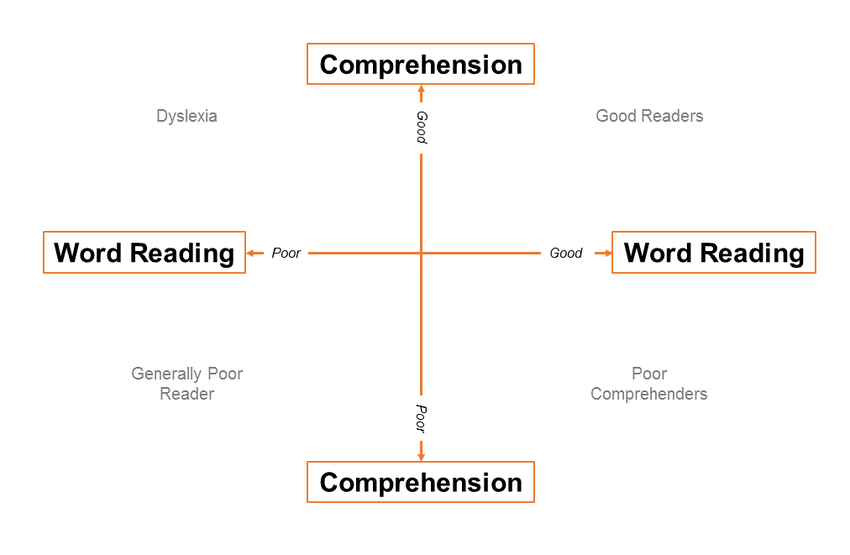 Comprehension
Dyslexia
Good
Good Readers
Word Reading
Poor
Good
Word Reading
Generally Poor
Reader
Poor
Comprehenders
Poor
Comprehension